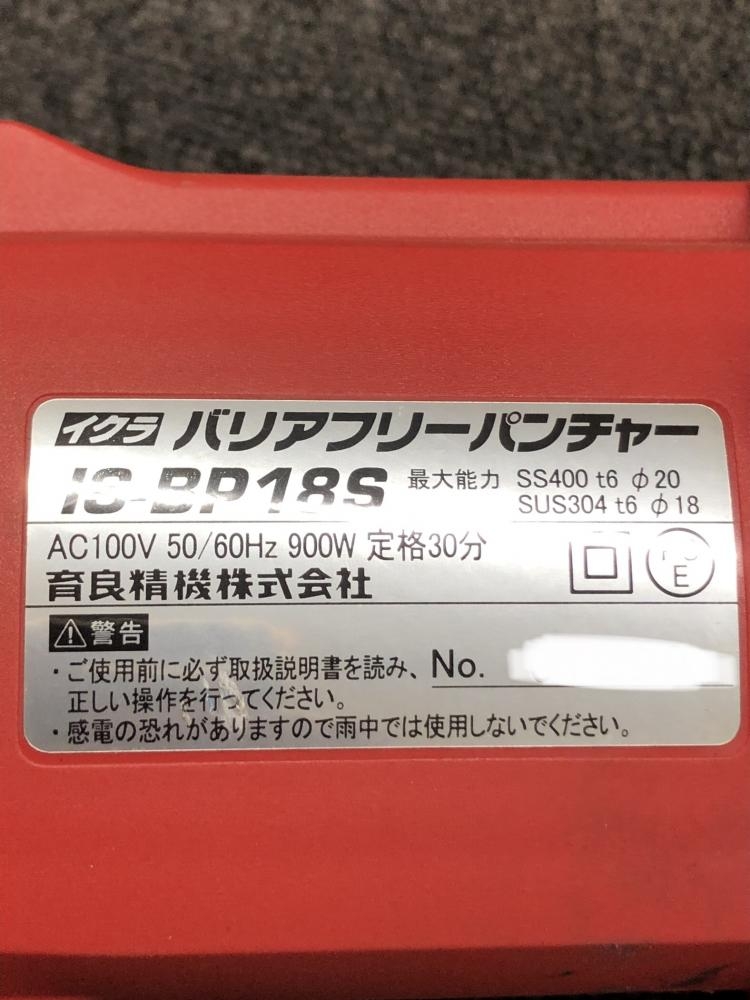 イクラ バリアフリーパンチャー
IS-BP18S 最大能力 SS400 t6 φ20
SUS304 t6 φ18
AC100V 50/60Hz 900W 定格30分
育良精機株式会社
PS
E
警告
・ご使用前に必ず取扱説明書を読み、
正しい操作を行ってください。
No.
・感電の恐れがありますので雨中では使用しないでください。